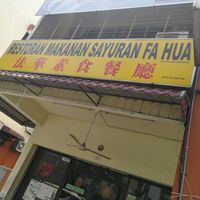 RESTORAN MAKANAN SAYURAN FA HUA
法華素食餐廳